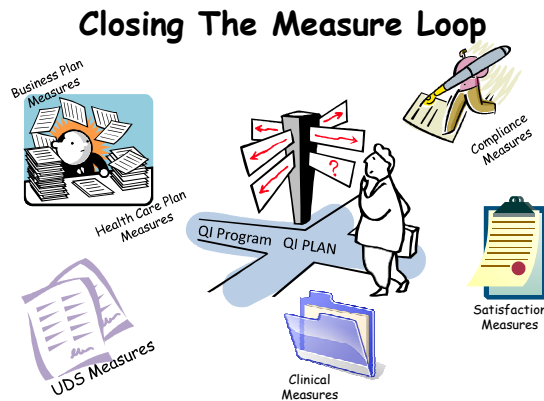 Closing The Measure Loop
Business Plan
Measures
Compliance
Measures
Health Care Plan
Measures
?
QI Program QI PLAN
Satisfaction
Measures
UDS Measures
Clinical
Measures